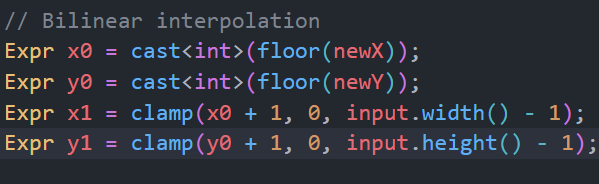 // Bilinear interpolation
Expr x0 = cast<int>(floor(newX));
Expr y0 = cast<int>(floor(newY));
Expr x1 = clamp(x0 + 1, 0, input.width() - 1);
Expr y1 = clamp(y0 + 1, 0, input.height() - 1);